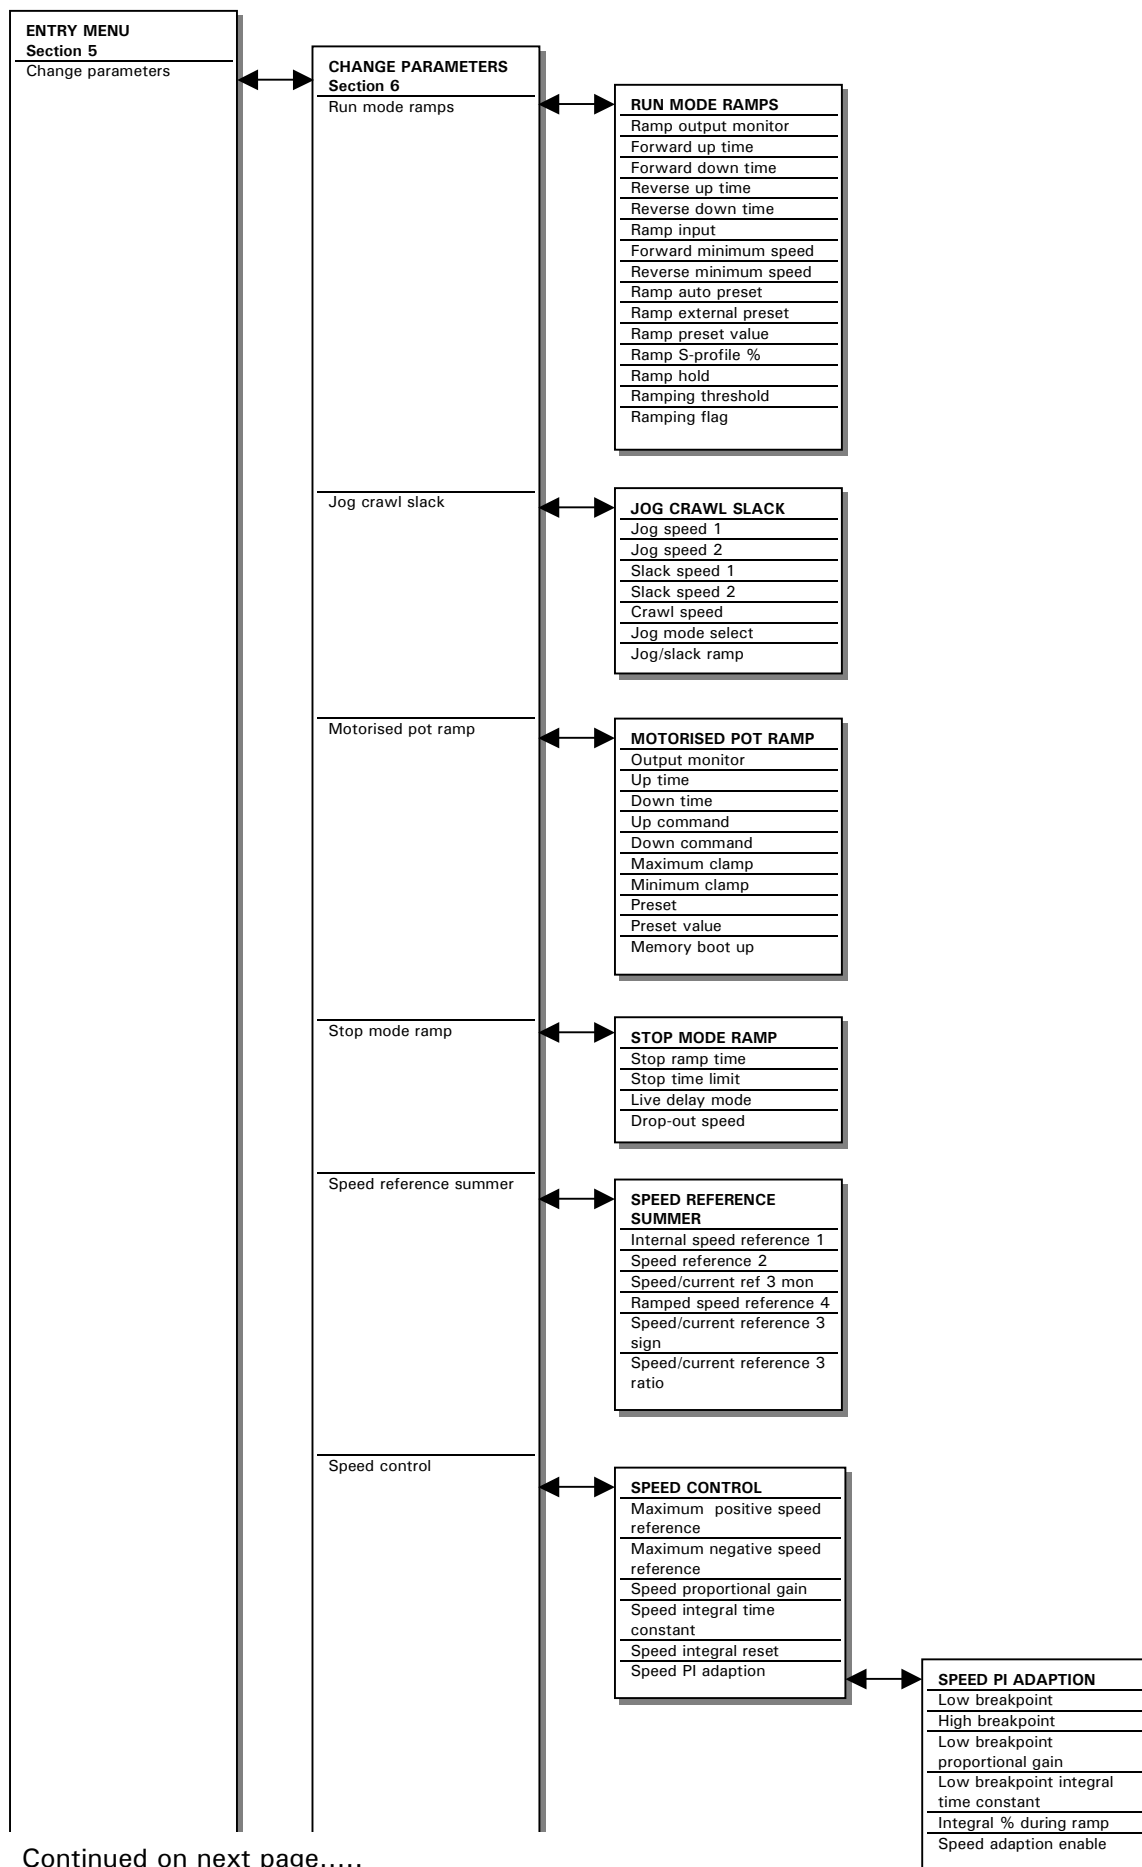 ENTRY MENU
Section 5
Change parameters
CHANGE PARAMETERS
Section 6
Run mode ramps
RUN MODE RAMPS
Ramp output monitor
Forward up time
Forward down time
Reverse up time
Reverse down time
Ramp input
Forward minimum speed
Reverse minimum speed
Ramp auto preset
Ramp external preset
Ramp preset value
Ramp S-profile %
Ramp hold
Ramping threshold
Ramping flag
Jog crawl slack
JOG CRAWL SLACK
Jog speed 1
Jog speed 2
Slack speed 1
Slack speed 2
Crawl speed
Jog mode select
Jog/slack ramp
Motorised pot ramp
MOTORISED POT RAMP
Output monitor
Up time
Down time
Up command
Down command
Maximum clamp
Minimum clamp
Preset
Preset value
Memory boot up
Stop mode ramp
STOP MODE RAMP
Stop ramp time
Stop time limit
Live delay mode
Drop-out speed
Speed reference summer
SPEED REFERENCE
SUMMER
Internal speed reference 1
Speed reference 2
Speed/current ref 3 mon
Ramped speed reference 4
Speed/current reference 3
sign
Speed/current reference 3
ratio
Speed control
SPEED CONTROL
Maximum positive speed
reference
Maximum negative speed
reference
Speed proportional gain
Speed integral time
constant
Speed integral reset
Speed PI adaption
SPEED PI ADAPTION
Low breakpoint
High breakpoint
Low breakpoint
proportional gain
Low breakpoint integral
time constant
Integral % during ramp
Speed adaption enable
Continued on next page.....